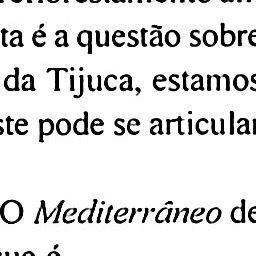 ta é a questão sobre
da Tijuca, estamos
ste pode se articular
O Mediterrâneo de